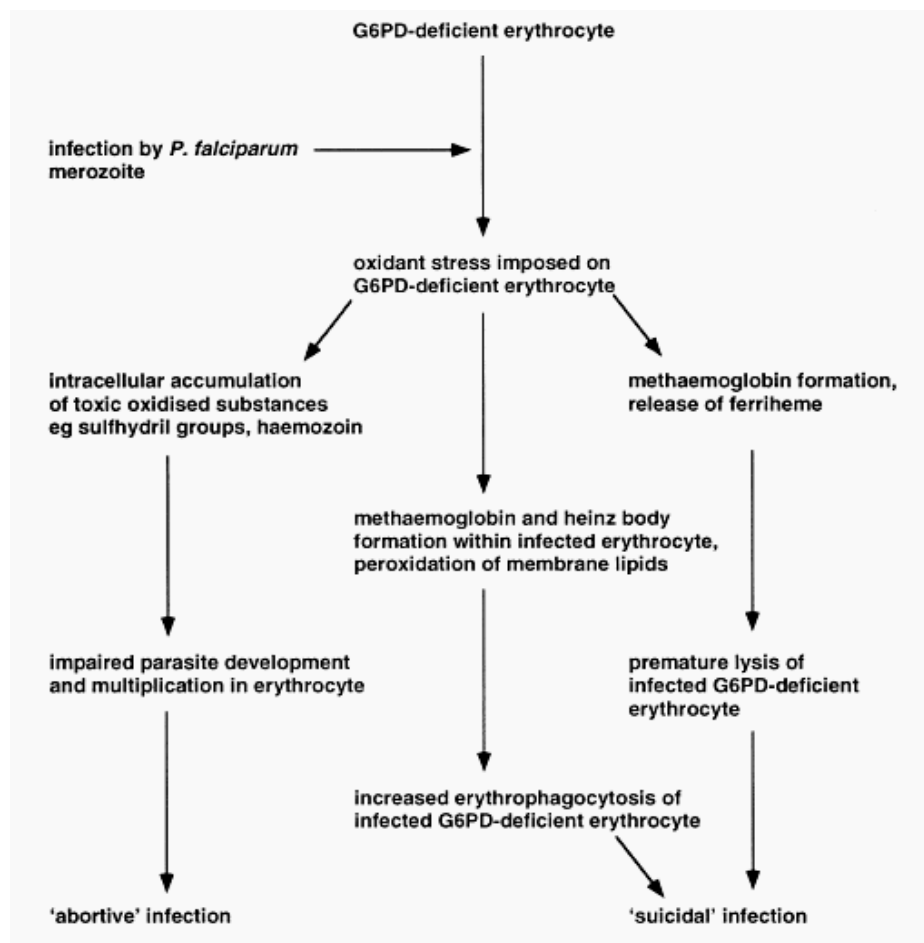 G6PD-deficient erythrocyte
infection by P. falciparum
merozoite
oxidant stress imposed on
G6PD-deficient erythrocyte
intracellular accumulation
of toxic oxidised substances
eg sulfhydril groups, haemozoin
methaemoglobin formation,
release of ferriheme
methaemoglobin and heinz body
formation within infected erythrocyte,
peroxidation of membrane lipids
impaired parasite development
and multiplication in erythrocyte
premature lysis of
infected G6PD-deficient
erythrocyte
increased erythrophagocytosis of
infected G6PD-deficient erythrocyte
‘abortive’ infection
‘suicidal’ infection